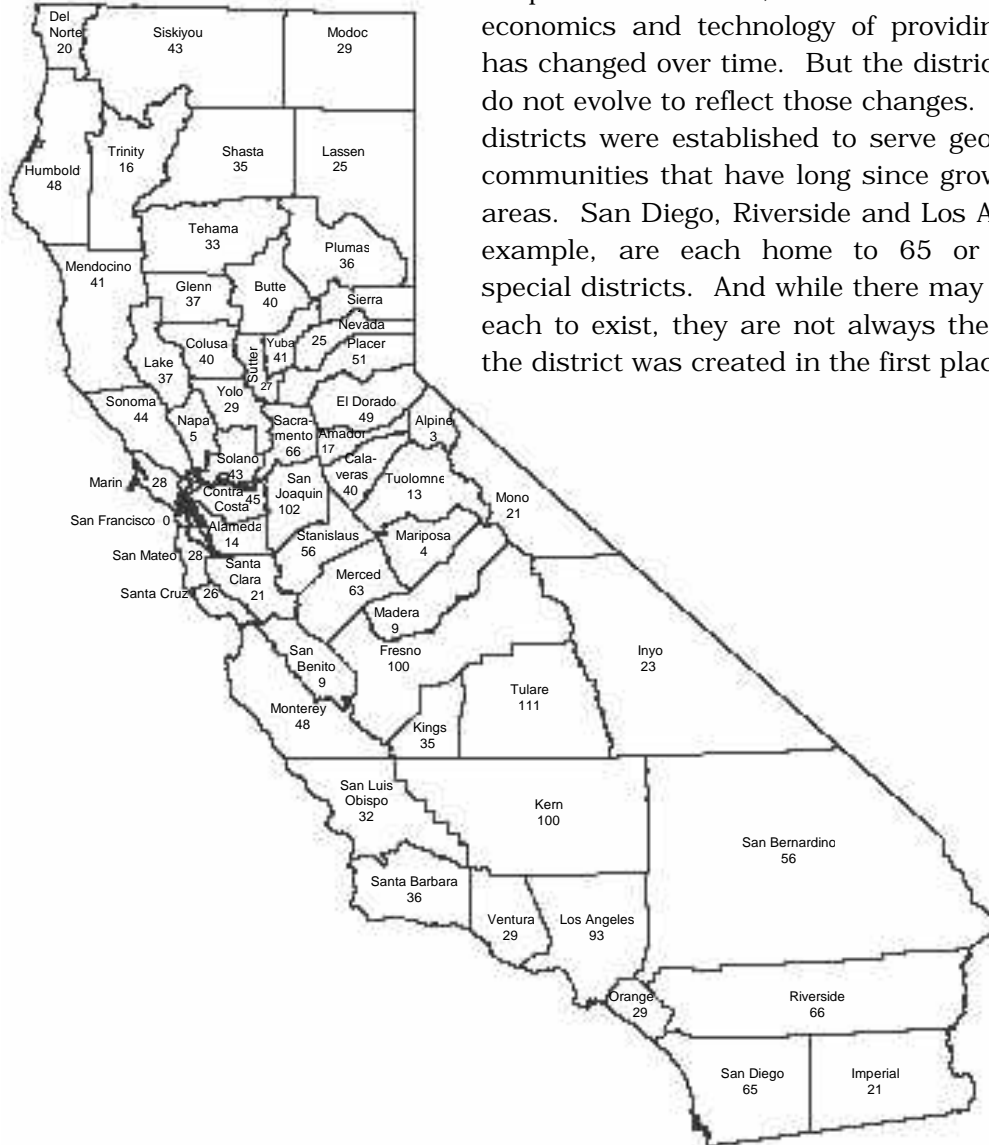 economics and technology of providin
has changed over time. But the distric
do not evolve to reflect those changes.
districts were established to serve geo
communities that have long since grow
areas. San Diego, Riverside and Los A
example, are each home to 65 or
special districts. And while there may
each to exist, they are not always the
the district was created in the first plac
Del
Norte
20
Siskiyou
43
Modoc
29
Humbold
48
Trinity
16
Shasta
35
Lassen
25
Tehama
33
Plumas
36
Mendocino
41
Glenn
37
Butte
40
Sierra
Nevada
25
Placer
51
Lake
37
Colusa
40
Sutter
27
Yuba
41
Sonoma
44
Napa
5
Yolo
29
El Dorado
49
Sacra-
mento
66
Amador
17
Alpine
3
Solano
43
Cala-
veras
40
Tuolomne
13
Mono
21
Marin 28
Contra
Costa 45
San
Joaquin
102
San Francisco 0
Alameda
14
Stanislaus
56
Mariposa
4
San Mateo 28
Santa
Clara
21
Merced
63
Santa Cruz 26
Madera
9
San
Benito
9
Fresno
100
Inyo
23
Monterey
48
Kings
35
Tulare
111
San Luis
Obispo
32
Kern
100
San Bernardino
56
Santa Barbara
36
Ventura
29
Los Angeles
93
Orange
29
Riverside
66
San Diego
65
Imperial
21